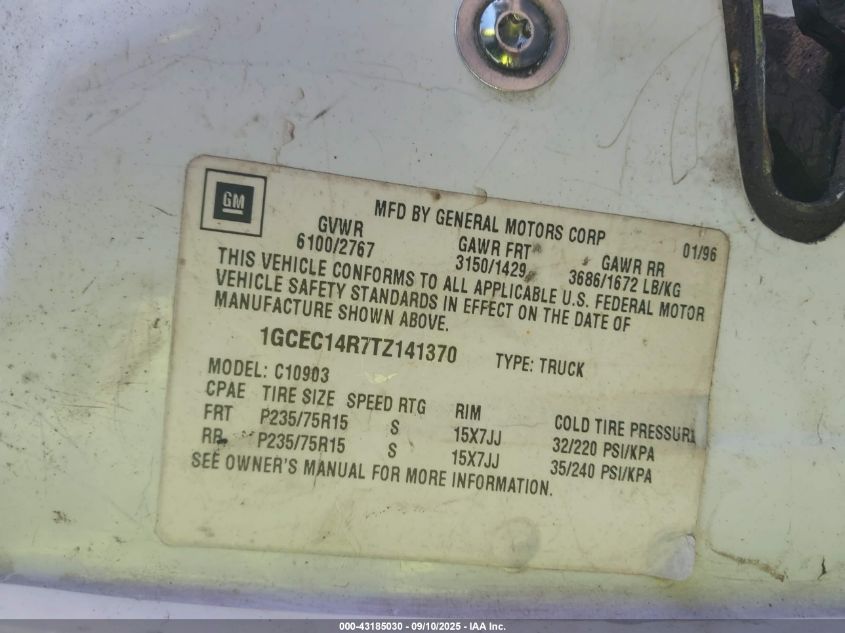 GM
MFD BY GENERAL MOTORS CORP 01/96
GVWR GAWR FRT GAWR RR
6100/2767 3150/1429 3686/1672 LB/KG
THIS VEHICLE CONFORMS TO ALL APPLICABLE U.S. FEDERAL MOTOR
VEHICLE SAFETY STANDARDS IN EFFECT ON THE DATE OF
MANUFACTURE SHOWN ABOVE.
1GCEC14R7TZ141370 TYPE: TRUCK
MODEL: C10903
CPAE TIRE SIZE SPEED RTG RIM COLD TIRE PRESSURE
FRT P235/75R15 S 15X7JJ 32/220 PSI/KPA
RR P235/75R15 S 15X7JJ 35/240 PSI/KPA
SEE OWNER'S MANUAL FOR MORE INFORMATION.
000-43185030 - 09/10/2025 - IAA Inc.